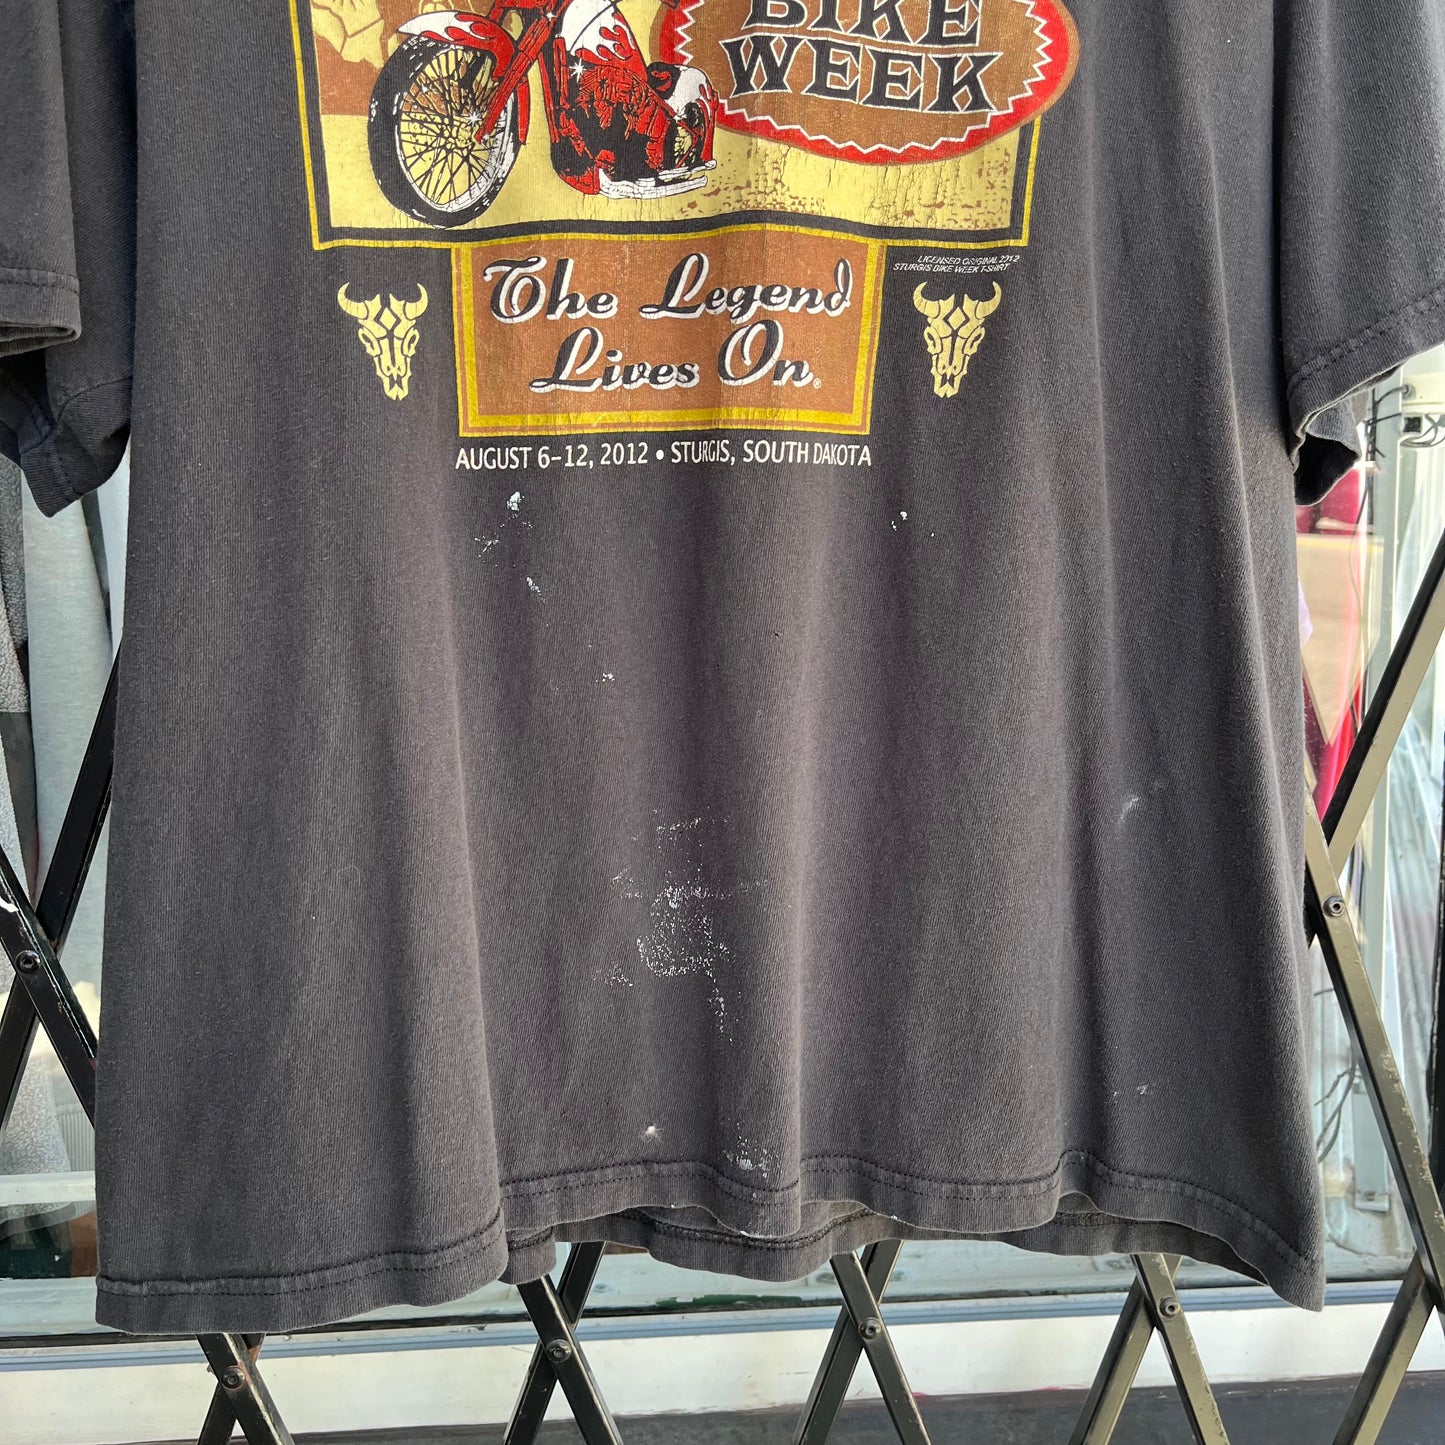 BIKE
WEEK
LICENSED ORIGINAL 2012
STURGIS BIKE WEEK T-SHIRT
The Legend
Lives On®
AUGUST 6-12, 2012 • STURGIS, SOUTH DAKOTA